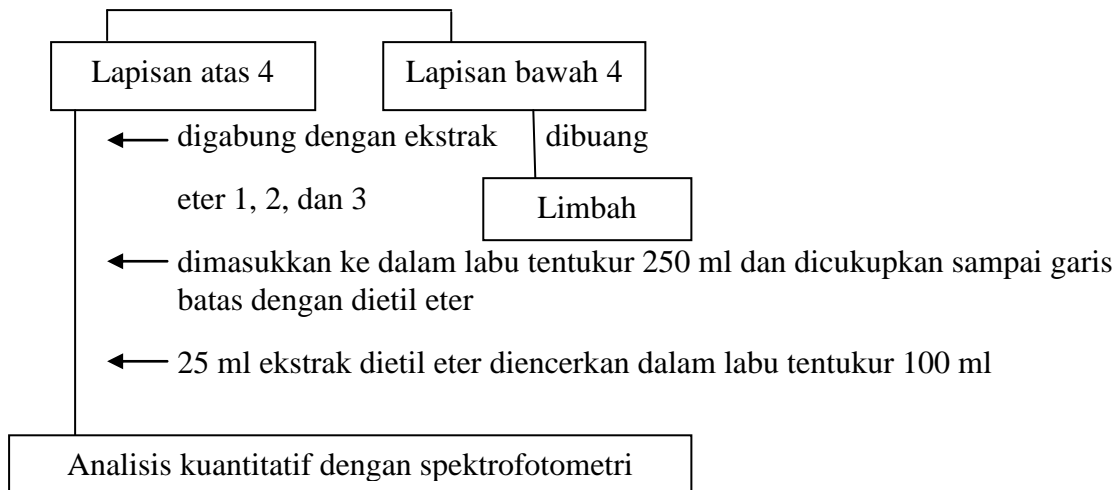 Lapisan atas 4
Lapisan bawah 4
digabung dengan ekstrak
dibuang
eter 1, 2, dan 3
Limbah
dimasukkan ke dalam labu tentukur 250 ml dan dicukupkan sampai garis
batas dengan dietil eter
25 ml ekstrak dietil eter diencerkan dalam labu tentukur 100 ml
Analisis kuantitatif dengan spektrofotometri